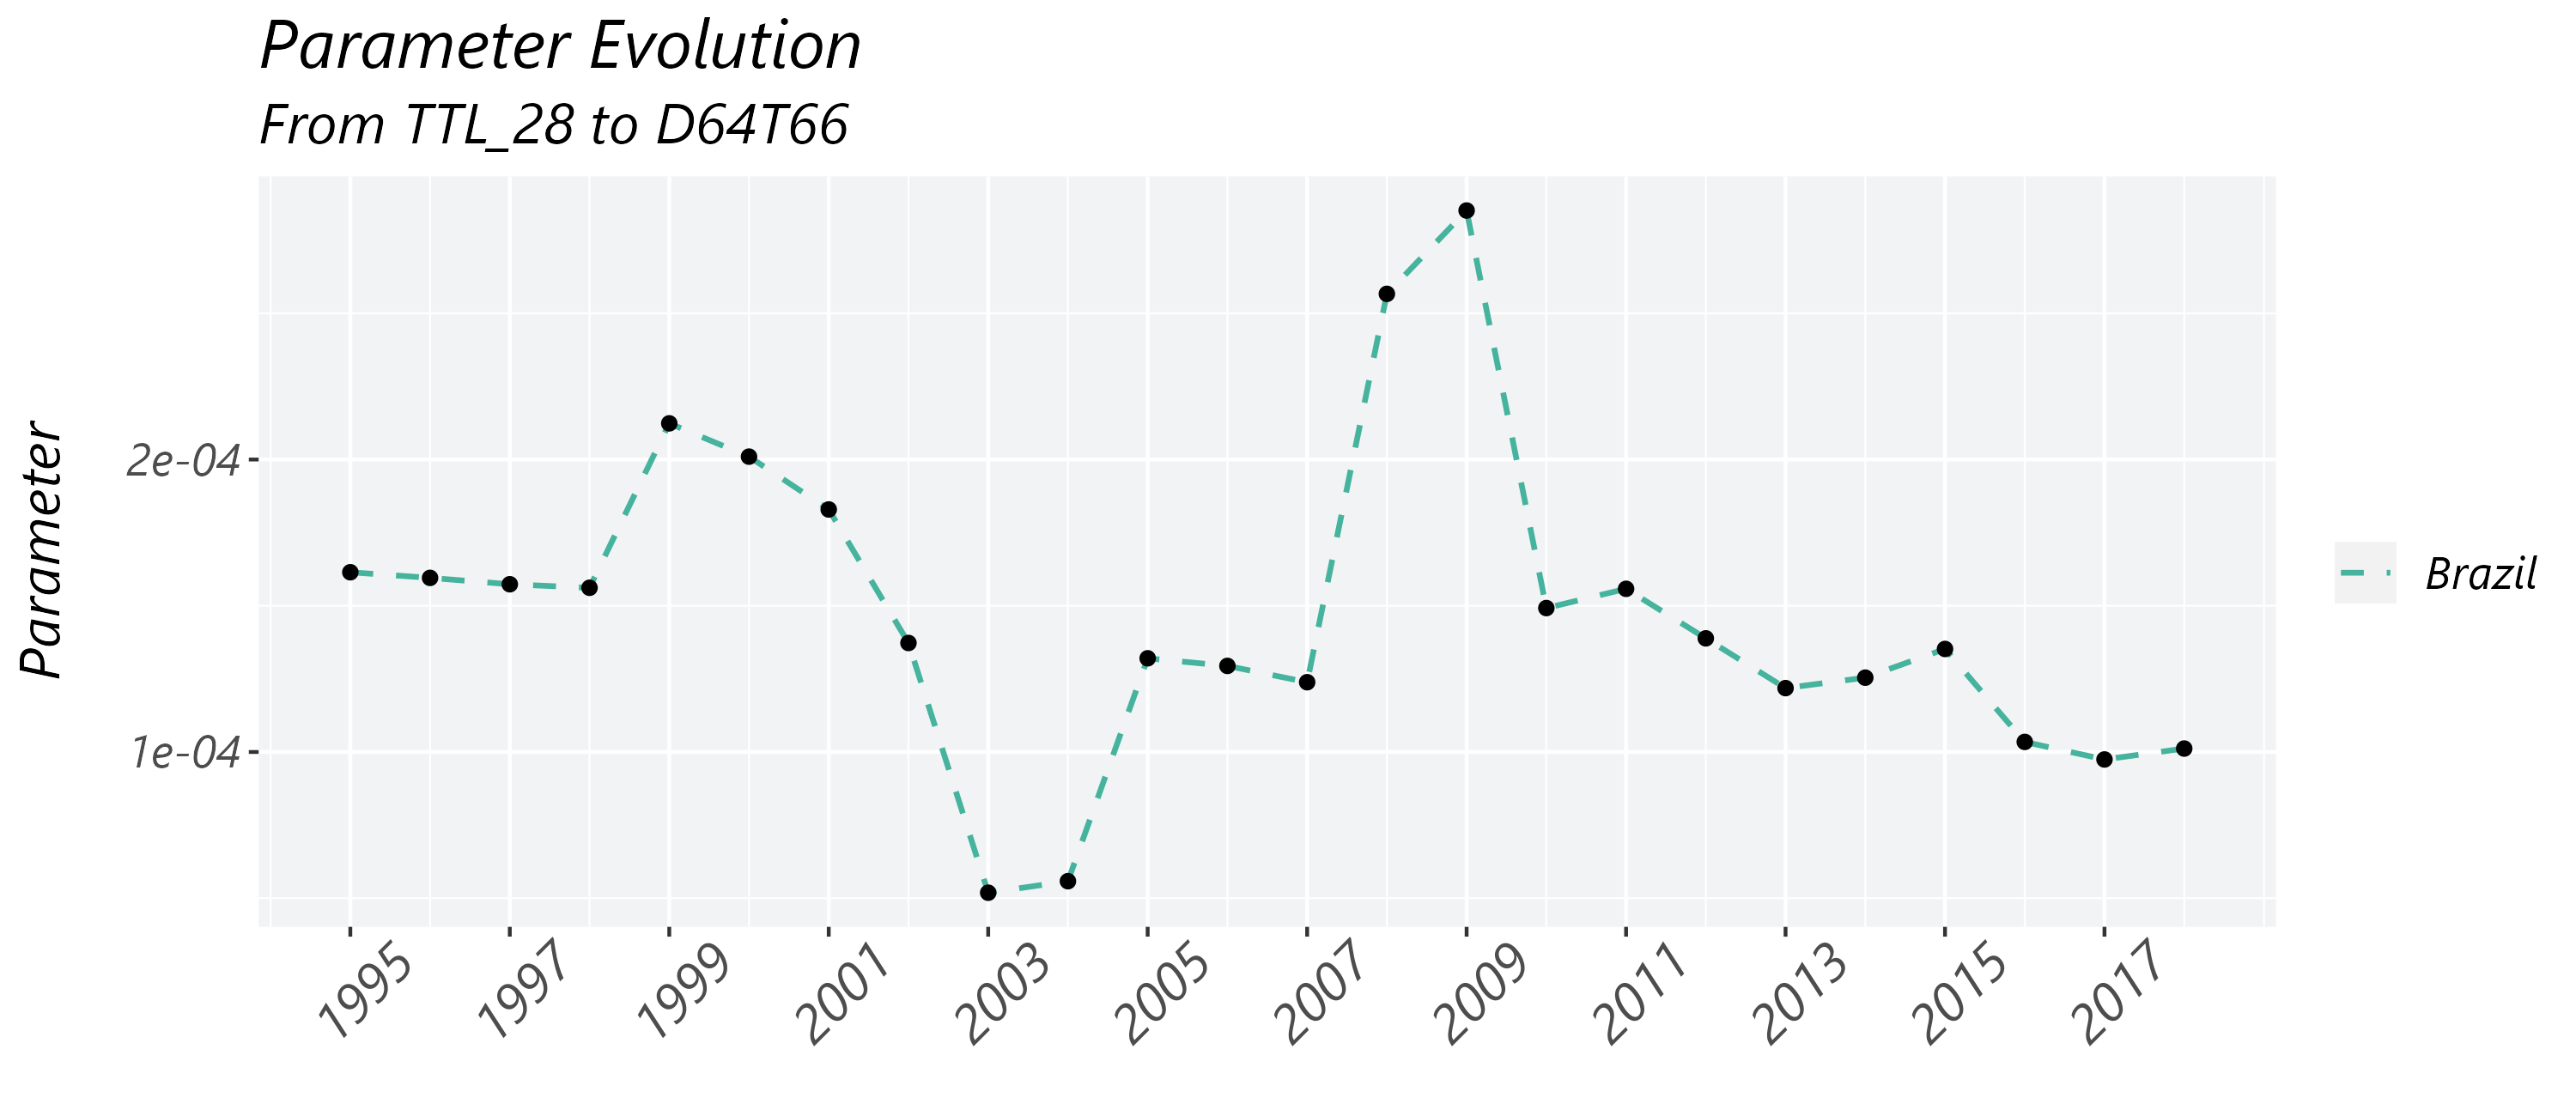 Parameter Evolution
From TTL_28 to D64T66
Parameter
2e-04
1e-04
1995
1997
1999
2001
2003
2005
2007
2009
2011
2013
2015
2017
Brazil